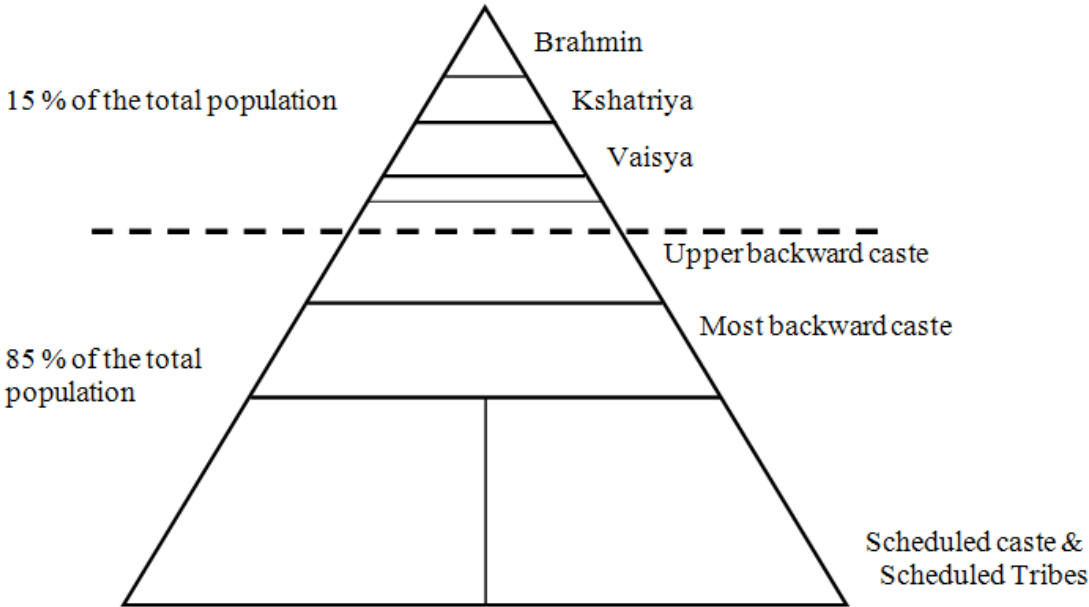 Brahmin
15 % of the total population
Kshatriya
Vaisya
Upper backward caste
Most backward caste
85 % of the total
population
Scheduled caste &
Scheduled Tribes